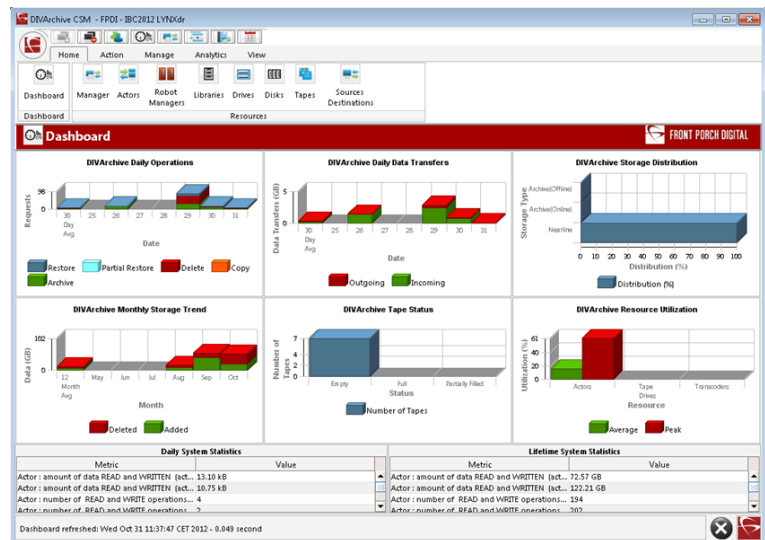 DIVArchive CSM - FPDI - IBC2012 LYNXdr
Home Action Manage Analytics View
Dashboard Manager Actors Robot Managers Libraries Drives Disks Tapes Sources Destinations
Dashboard Resources
Dashboard FRONT PORCH DIGITAL
DIVArchive Daily Operations
Requests
98
0
30 Day Avg 25 26 27 28 29 30 31
Date
Restore Partial Restore Delete Copy
Archive
DIVArchive Daily Data Transfers
Data Transfers (GB)
5
0
30 Day Avg 25 26 27 28 29 30 31
Date
Outgoing Incoming
DIVArchive Storage Distribution
Storage Type
Archive(Offline)
Archive(Online)
Nearline
0 10 20 30 40 50 60 70 80 90 100
Distribution (%)
Distribution (%)
DIVArchive Monthly Storage Trend
Data (GB)
102
0
12 Month Avg May Jun Jul Aug Sep Oct
Month
Deleted Added
DIVArchive Tape Status
Number of Tapes
7
4
2
0
Empty Full Partially Filled
Status
Number of Tapes
DIVArchive Resource Utilization
Utilization (%)
61
40
20
0
Actors Tape Drives Transcoders
Resource
Average Peak
Daily System Statistics
Metric Value
Actor : amount of data READ and WRITTEN (act... 13.10 kB
Actor : amount of data READ and WRITTEN (act... 10.75 kB
Actor : number of READ and WRITE operations... 4
Actor : number of READ and WRITE operations... 2
Lifetime System Statistics
Metric Value
Actor : amount of data READ and WRITTEN (act... 72.57 GB
Actor : amount of data READ and WRITTEN (act... 122.21 GB
Actor : number of READ and WRITE operations... 194
Actor : number of READ and WRITE operations... 202
Dashboard refreshed: Wed Oct 31 11:37:47 CET 2012 - 0.049 second